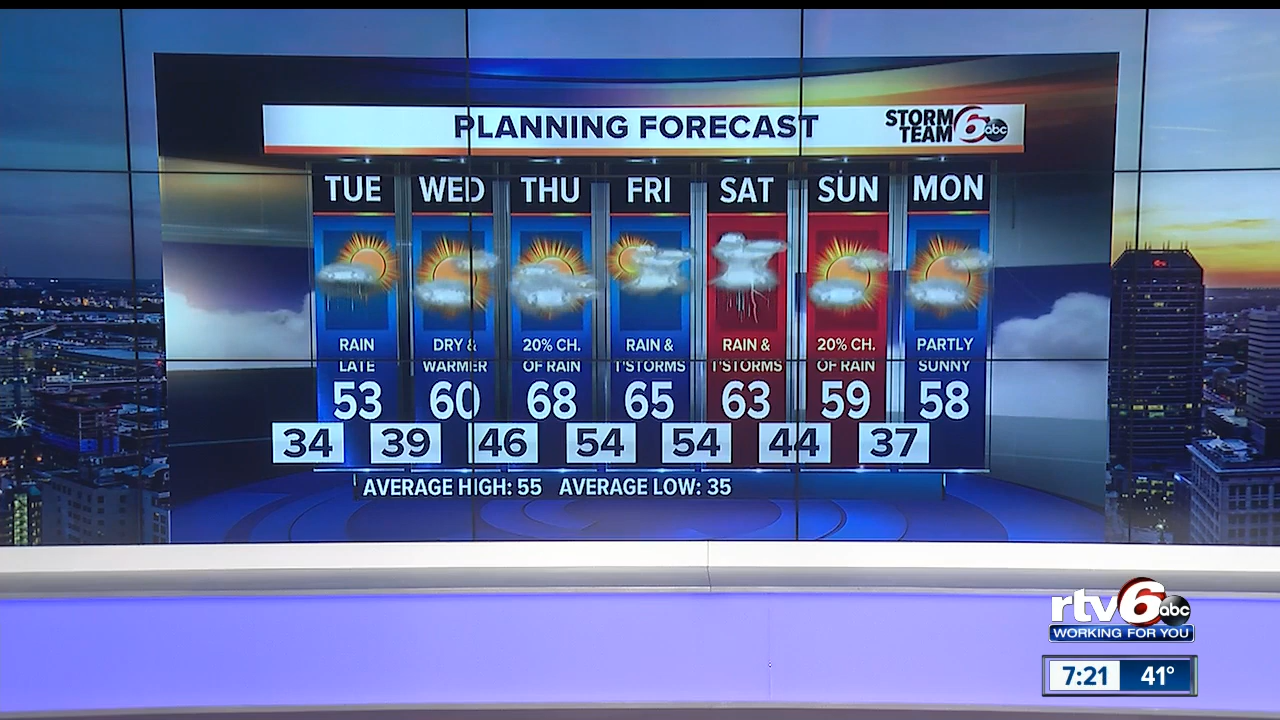 PLANNING FORECAST
STORM TEAM 6 abc
TUE WED THU FRI SAT SUN MON
RAIN LATE
DRY & WARMER
20% CH. OF RAIN
RAIN & T'STORMS
RAIN & T'STORMS
20% CH. OF RAIN
PARTLY SUNNY
53 60 68 65 63 59 58
34 39 46 54 54 44 37
AVERAGE HIGH: 55 AVERAGE LOW: 35
rtv6 abc
WORKING FOR YOU
7:21 41°